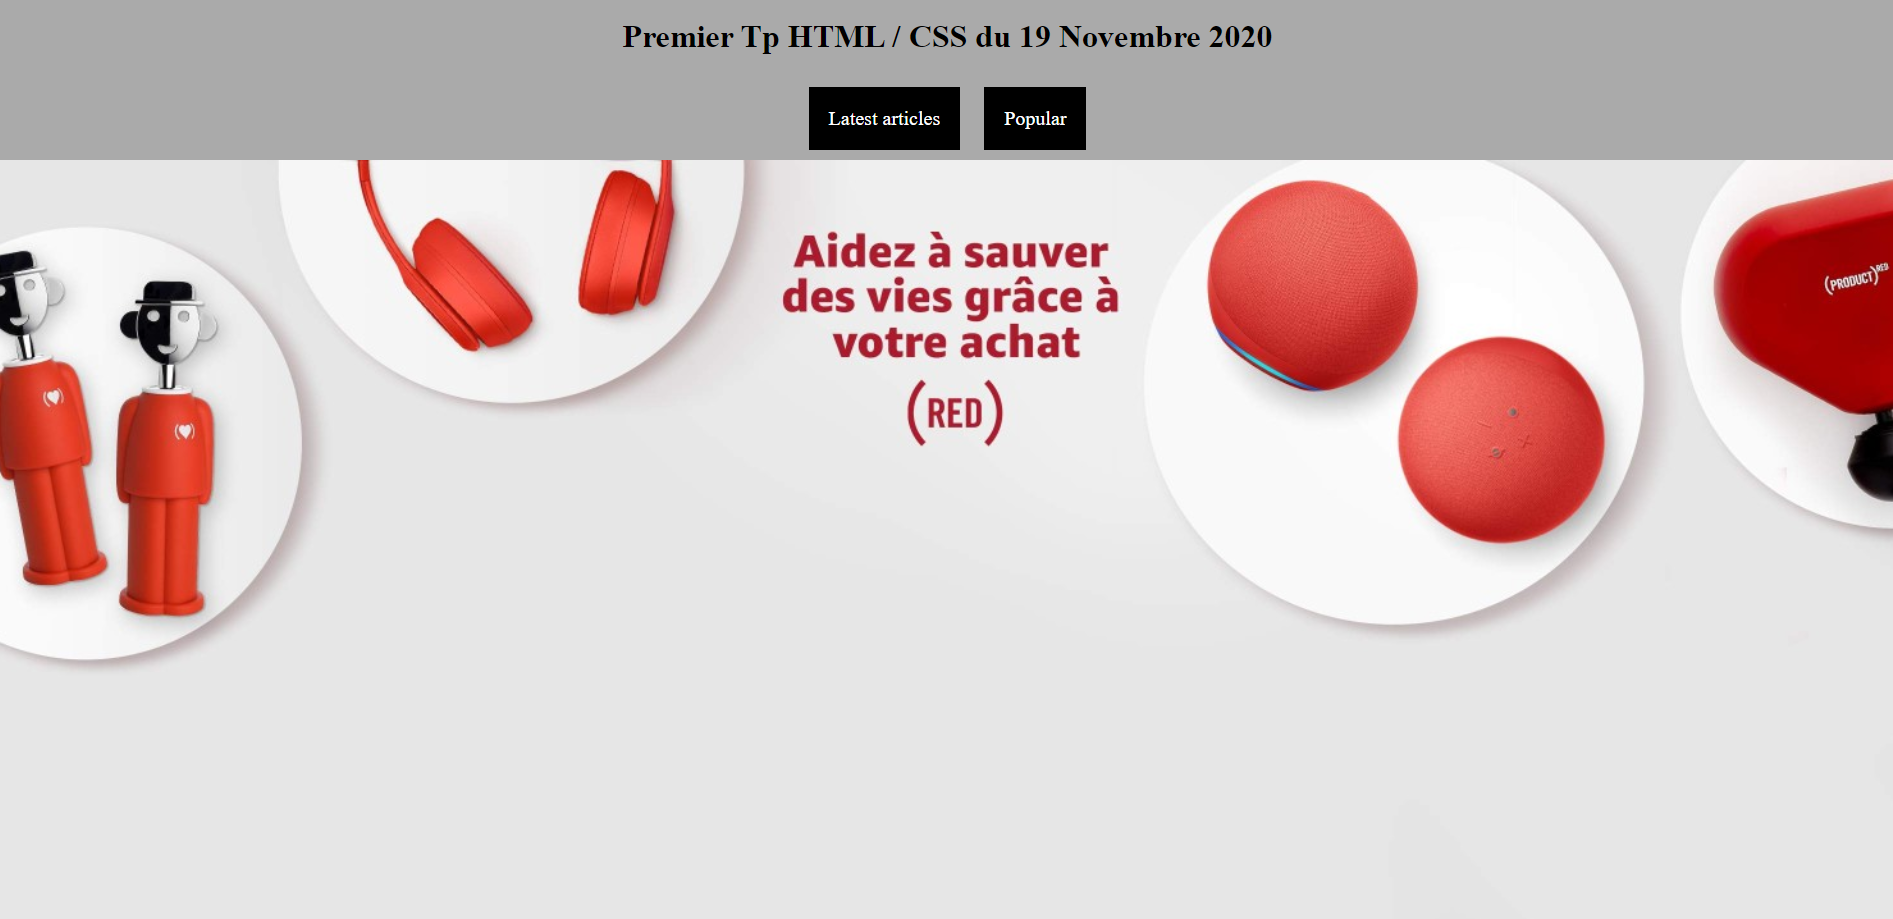 Premier Tp HTML / CSS du 19 Novembre 2020
Latest articles
Popular
Aidez à sauver
des vies grâce à
votre achat
(RED)
(PRODUCT)RED